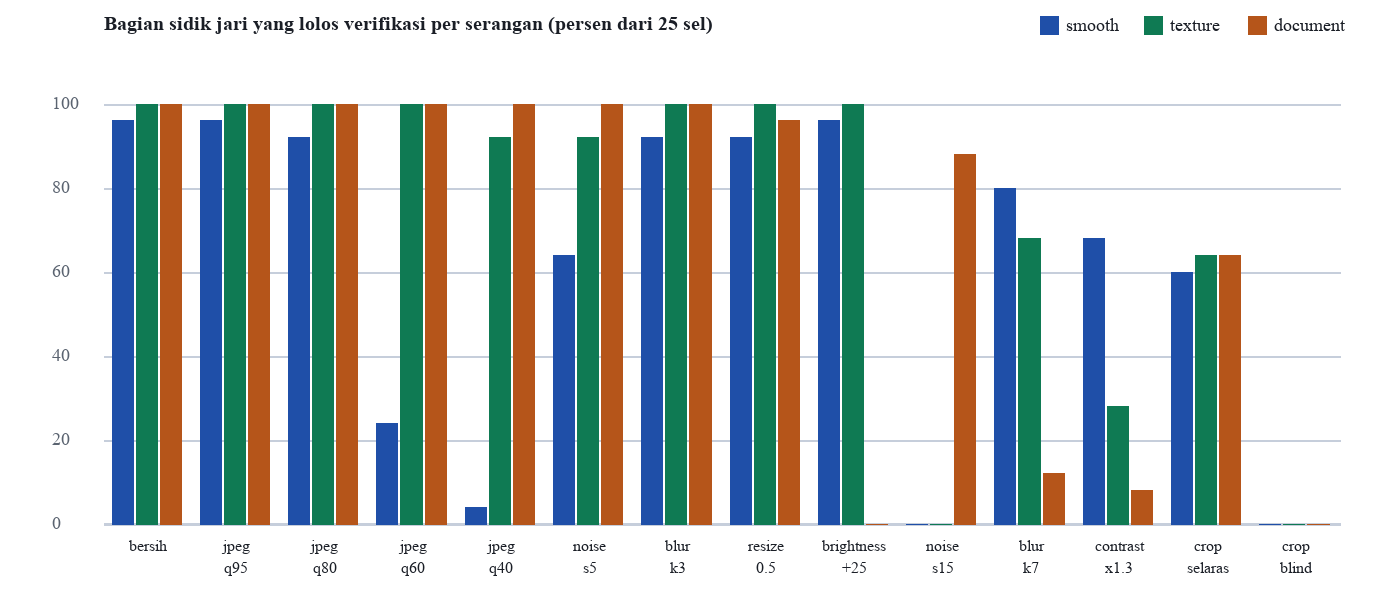 Bagian sidik jari yang lolos verifikasi per serangan (persen dari 25 sel)
smooth texture document
100
80
60
40
20
0
bersih jpeg jpeg jpeg jpeg noise blur resize brightness noise blur contrast crop crop
q95 q80 q60 q40 s5 k3 0.5 +25 s15 k7 x1.3 selaras blind